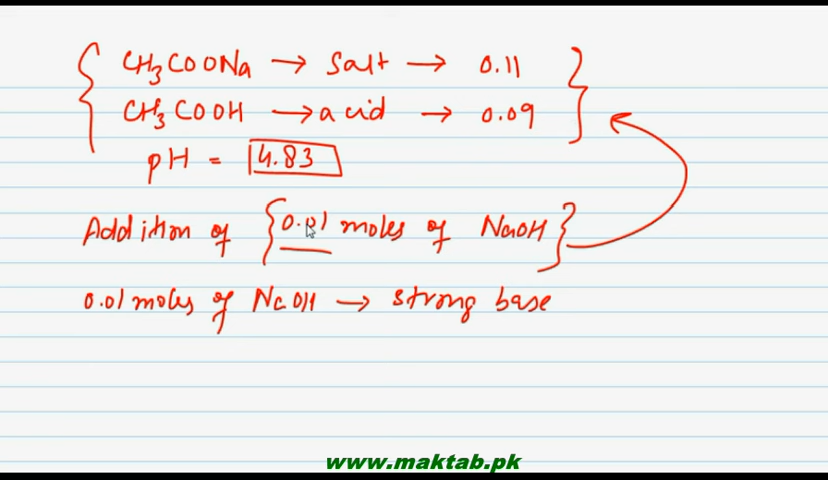 CH3COONa → Salt → 0.11
CH3COOH → acid → 0.09
pH = 4.83
Addition of {0.01 moles of NaOH}
0.01 moles of NaOH → strong base
www.maktab.pk